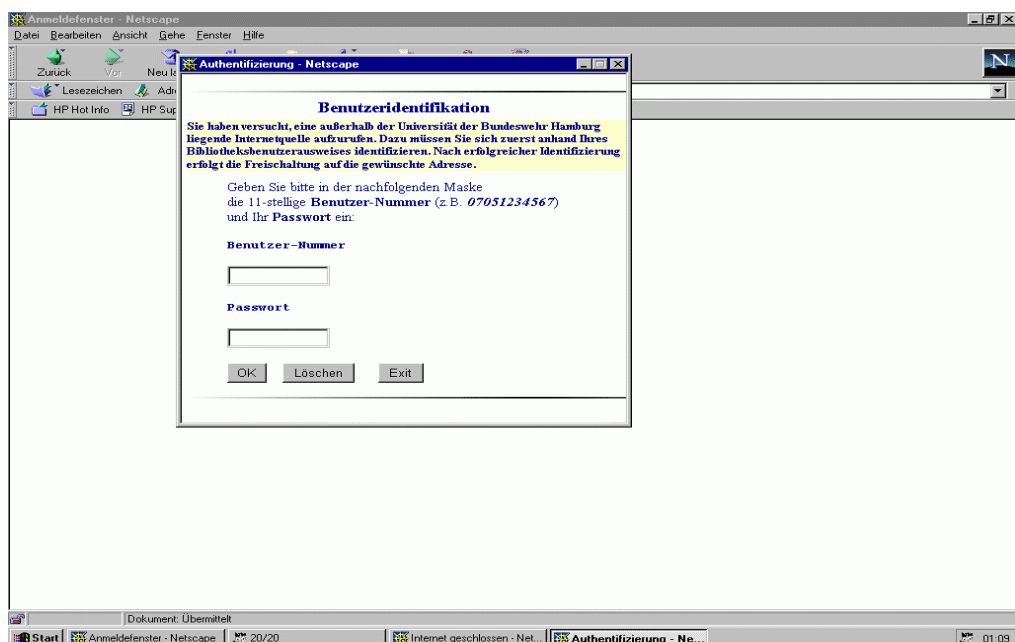 Anmeldefenster - Netscape
Datei Bearbeiten Ansicht Gehe Fenster Hilfe
Zurück Vor
Lesezeichen
HP Hot Info
Authentifizierung - Netscape
N
Benutzeridentifikation
Sie haben versucht, eine außerhalb der Universität der Bundeswehr Hamburg
liegende Internetquelle aufzurufen. Dazu müssen Sie sich zuerst anhand Ihres
Bibliotheksbenutzerausweises identifizieren. Nach erfolgreicher Identifizierung
erfolgt die Freischaltung auf die gewünschte Adresse.
Geben Sie bitte in der nachfolgenden Maske
die 11-stellige Benutzer-Nummer (z.B. 07051234567)
und Ihr Passwort ein:
Benutzer-Nummer
Passwort
OK Löschen Exit
Dokument: Übermittelt
Start Anmeldefenster - Netscape 20/20 Internet geschlossen - Net... Authentifizierung - Ne... 01:09